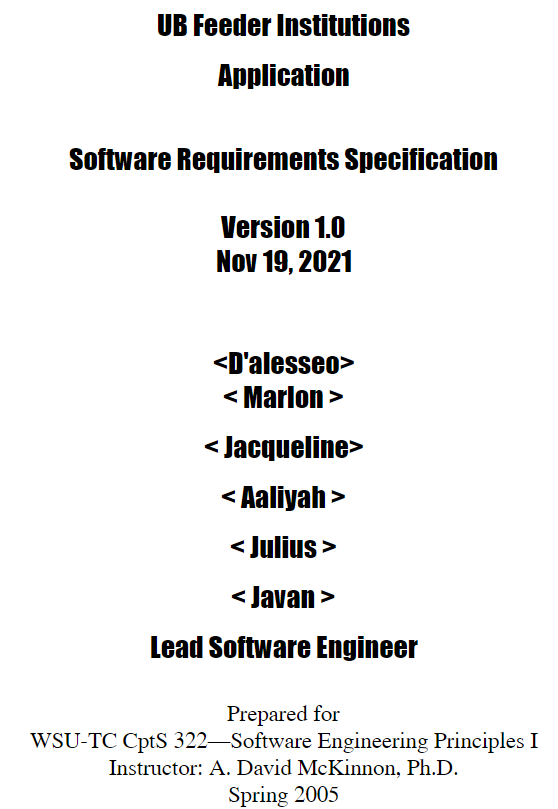 UB Feeder Institutions
Application
Software Requirements Specification
Version 1.0
Nov 19, 2021
<D'alesseo>
< Marlon >
< Jacqueline>
< Aaliyah >
< Julius >
< Javan >
Lead Software Engineer
Prepared for
WSU-TC CptS 322—Software Engineering Principles I
Instructor: A. David McKinnon, Ph.D.
Spring 2005